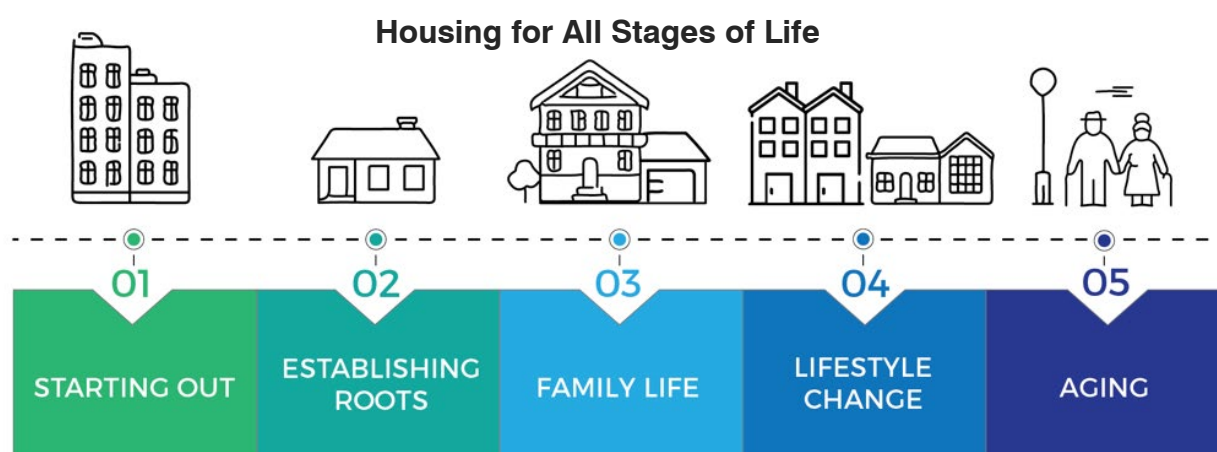 Housing for All Stages of Life
01
02
03
04
05
STARTING OUT
ESTABLISHING
ROOTS
FAMILY LIFE
LIFESTYLE
CHANGE
AGING